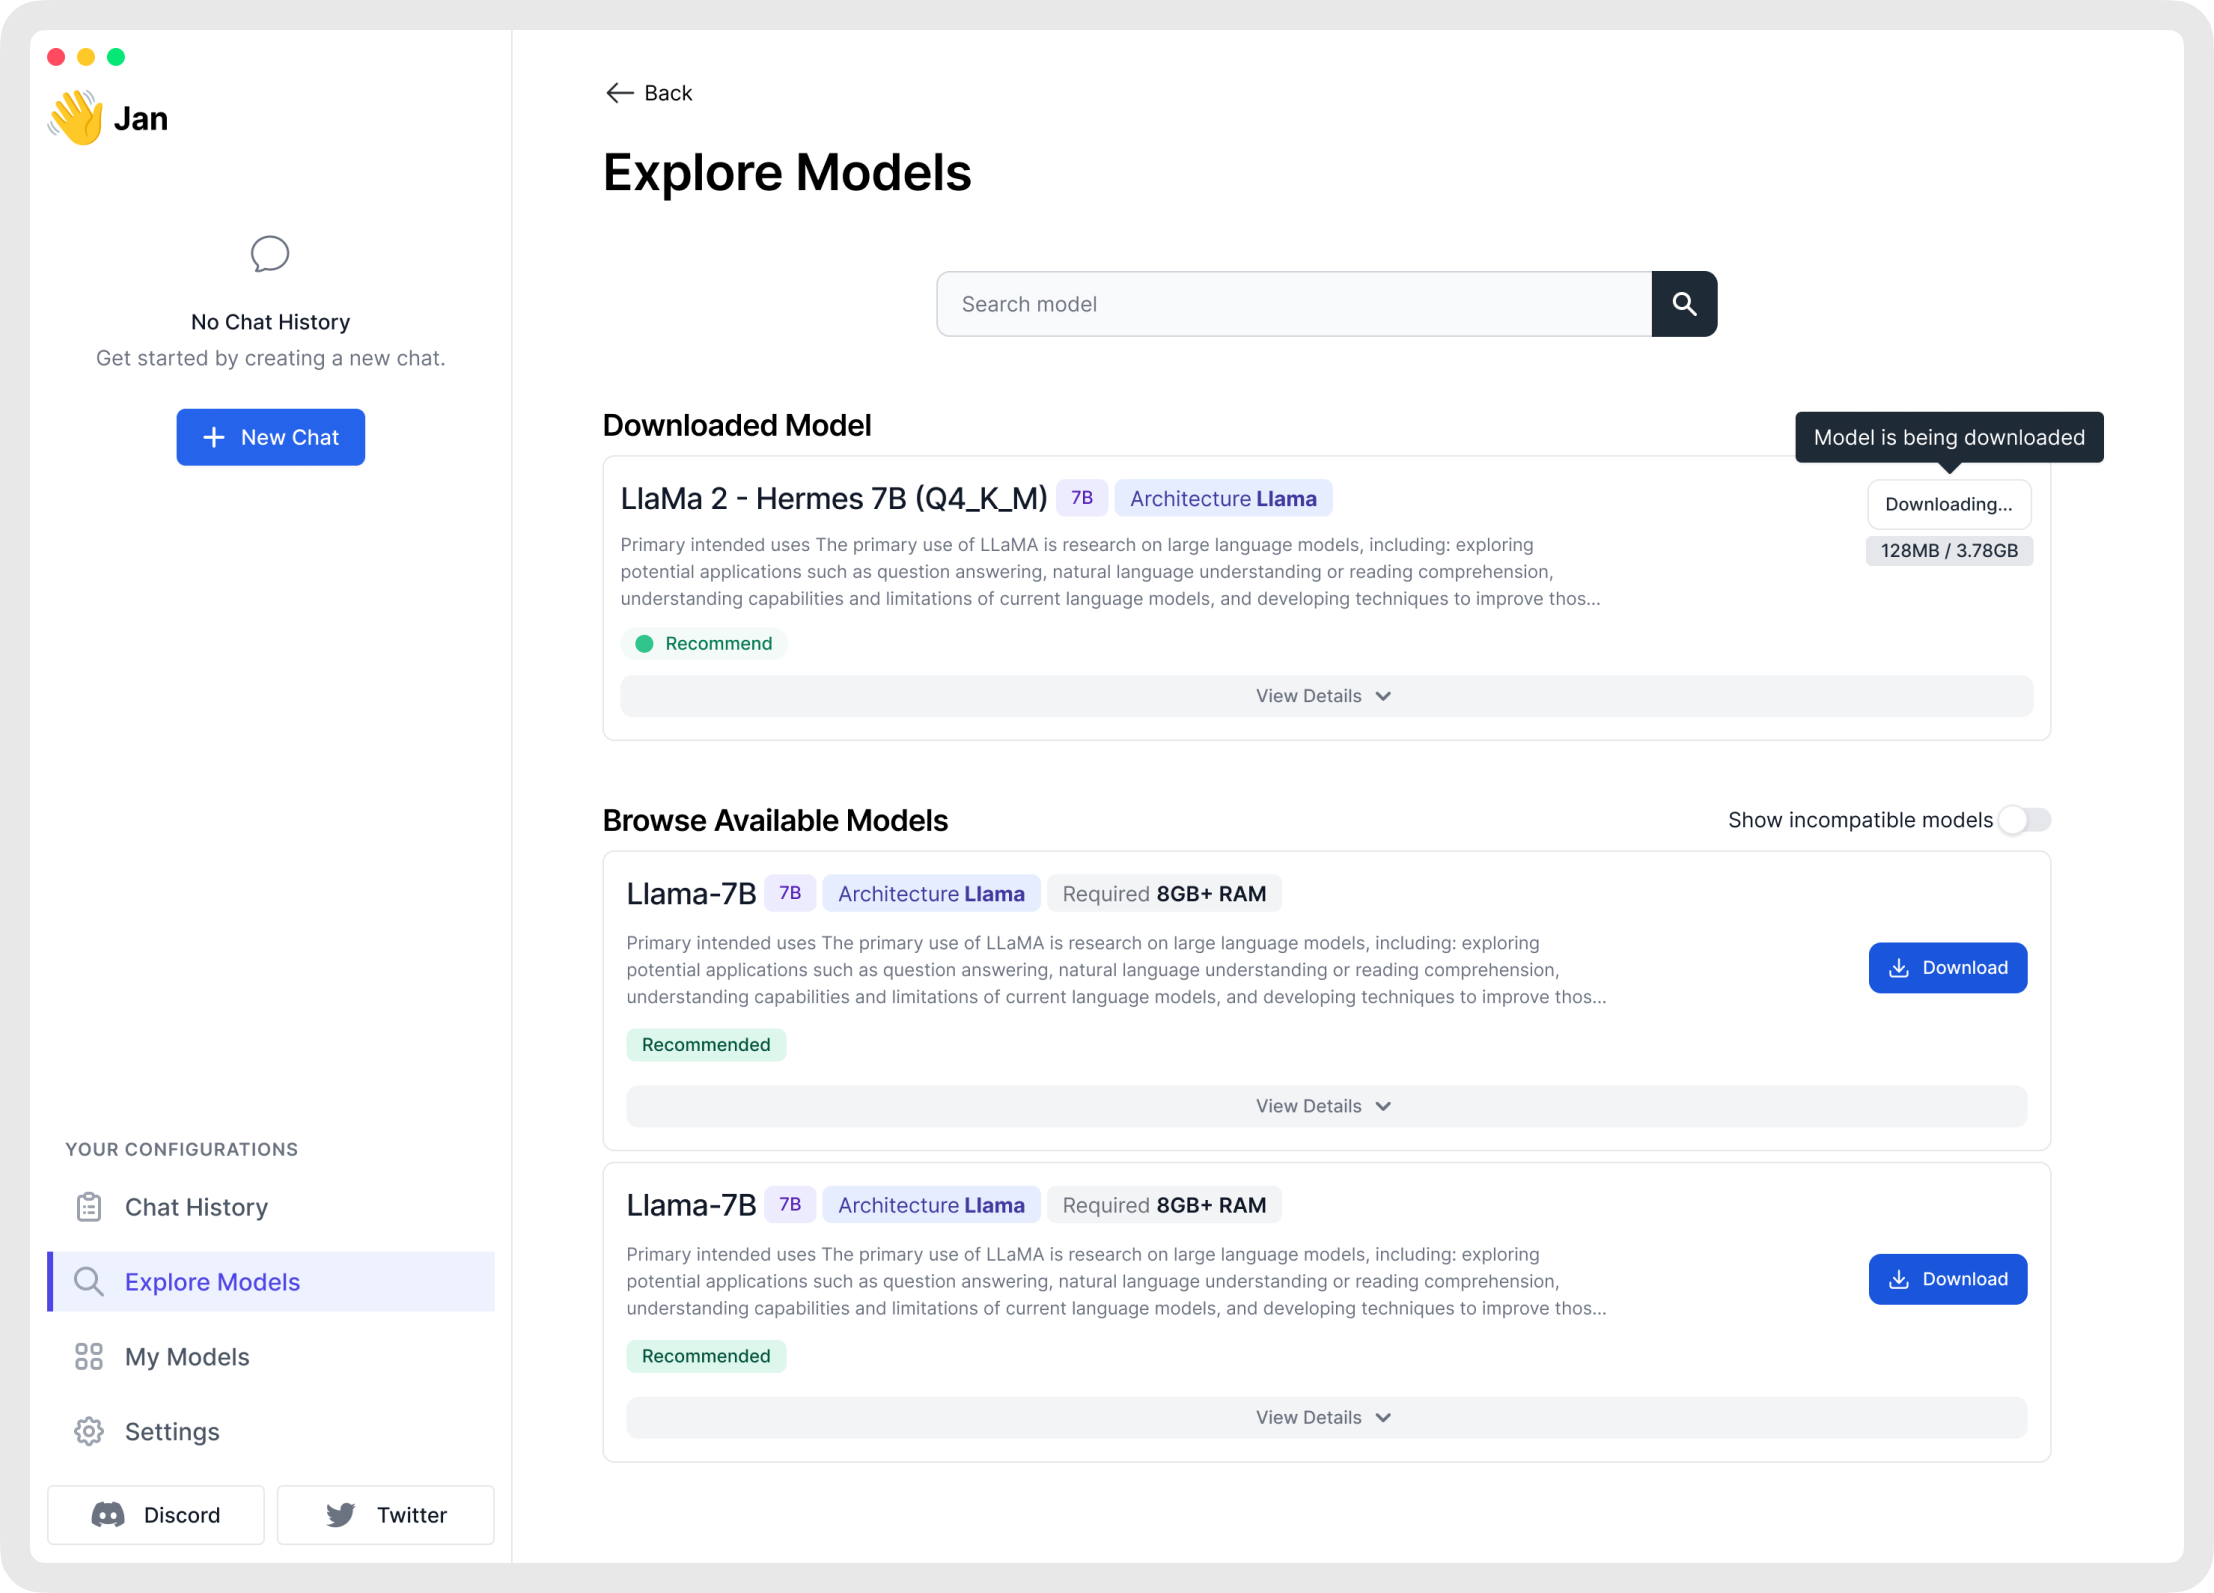 Jan
No Chat History
Get started by creating a new chat.
New Chat
YOUR CONFIGURATIONS
Chat History
Explore Models
My Models
Settings
Discord
Twitter
Back
Explore Models
Search model
Downloaded Model
Model is being downloaded
LlaMa 2 - Hermes 7B (Q4_K_M) 7B Architecture Llama
Downloading...
128MB / 3.78GB
Primary intended uses The primary use of LLaMA is research on large language models, including: exploring
potential applications such as question answering, natural language understanding or reading comprehension,
understanding capabilities and limitations of current language models, and developing techniques to improve thos...
Recommend
View Details
Browse Available Models
Show incompatible models
Llama-7B 7B Architecture Llama Required 8GB+ RAM
Primary intended uses The primary use of LLaMA is research on large language models, including: exploring
potential applications such as question answering, natural language understanding or reading comprehension,
understanding capabilities and limitations of current language models, and developing techniques to improve thos...
Download
Recommended
View Details
Llama-7B 7B Architecture Llama Required 8GB+ RAM
Primary intended uses The primary use of LLaMA is research on large language models, including: exploring
potential applications such as question answering, natural language understanding or reading comprehension,
understanding capabilities and limitations of current language models, and developing techniques to improve thos...
Download
Recommended
View Details